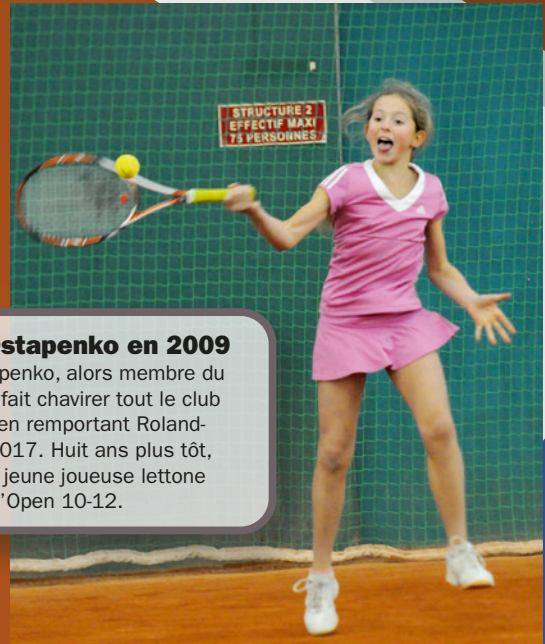 STRUCTURE 2
EFFECTIF MAXI
75 PERSONNES
stapenko en 2009
penko, alors membre du
fait chavirer tout le club
en remportant Roland-
017. Huit ans plus tôt,
jeune joueuse lettone
'Open 10-12.